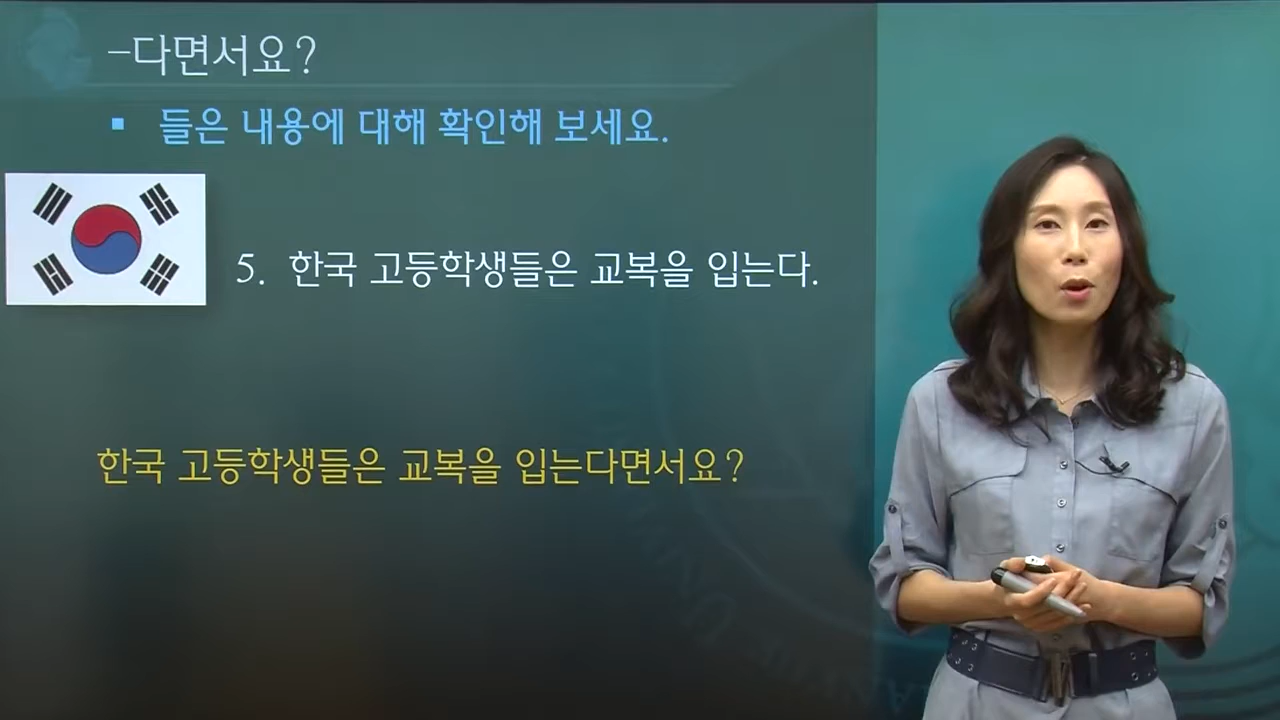 -다면서요?
▪ 들은 내용에 대해 확인해 보세요.
5. 한국 고등학생들은 교복을 입는다.
한국 고등학생들은 교복을 입는다면서요?